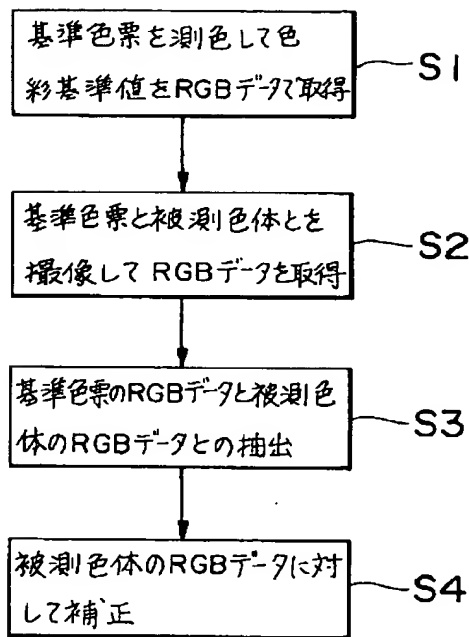 基準色票を測色して色
彩基準値をRGBデータで取得
S1
基準色票と被測色体とを
撮像してRGBデータを取得
S2
基準色票のRGBデータと被測色
体のRGBデータとの抽出
S3
被測色体のRGBデータに対
して補正
S4